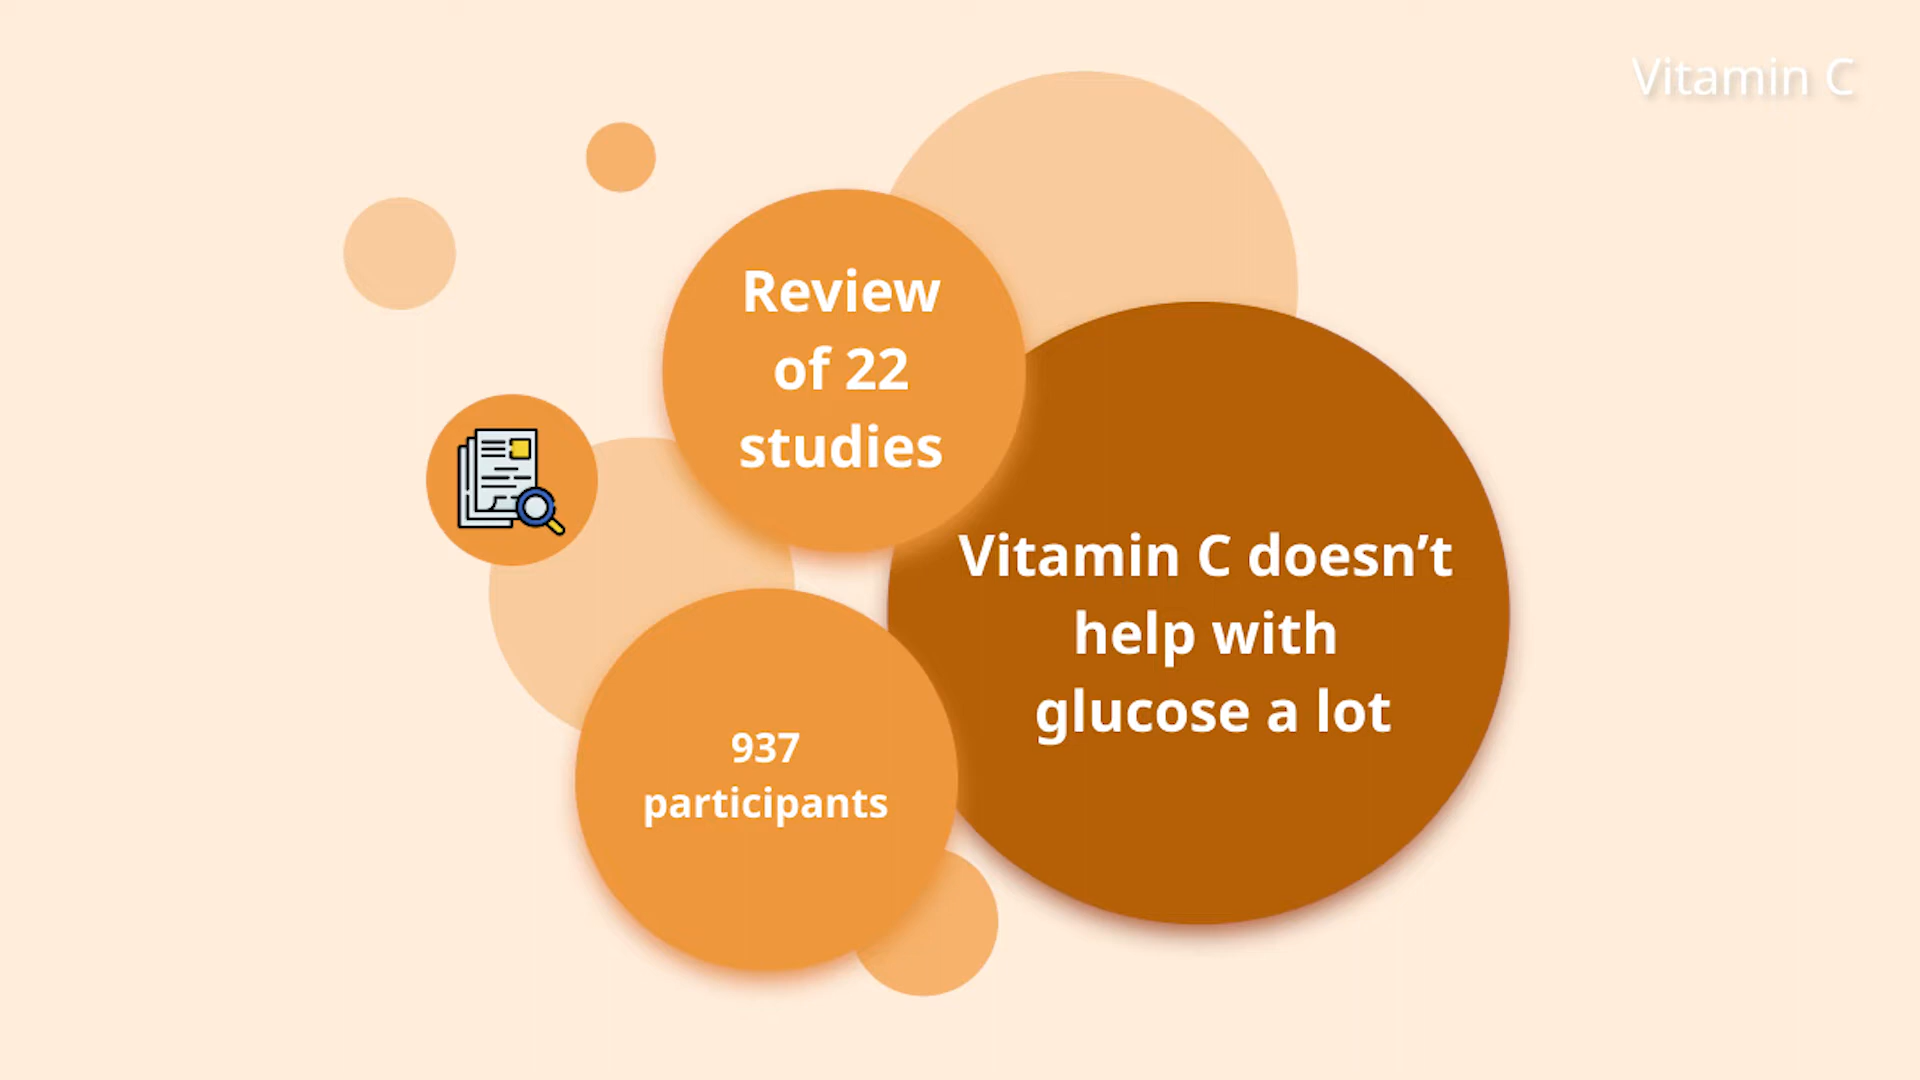 Vitamin C
Review
of 22
studies
Vitamin C doesn’t
help with
glucose a lot
937
participants